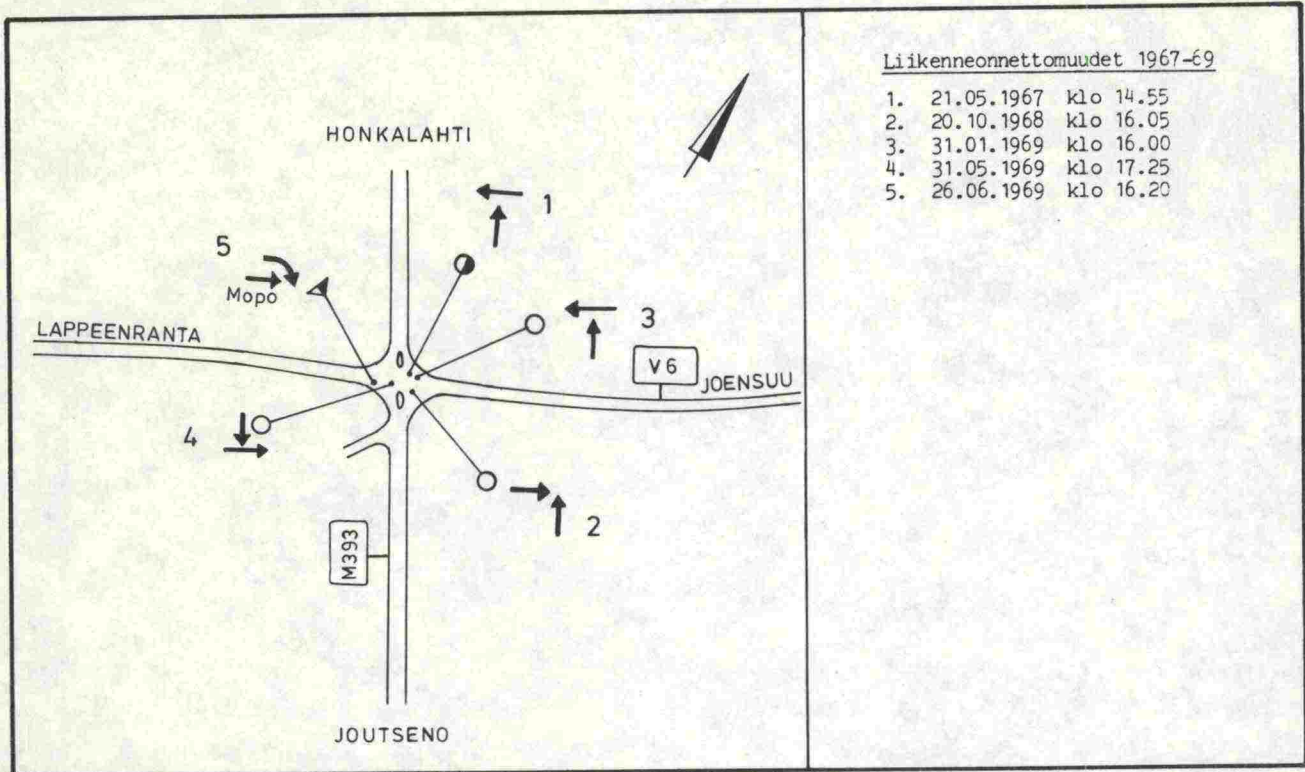 HONKALAHTI
1
5
Mopo
3
LAPPEENRANTA
V6
JOENSUU
4
2
M393
JOUTSENO
Liikenneonnettomuudet 1967-69
1. 21.05.1967 klo 14.55
2. 20.10.1968 klo 16.05
3. 31.01.1969 klo 16.00
4. 31.05.1969 klo 17.25
5. 26.06.1969 klo 16.20